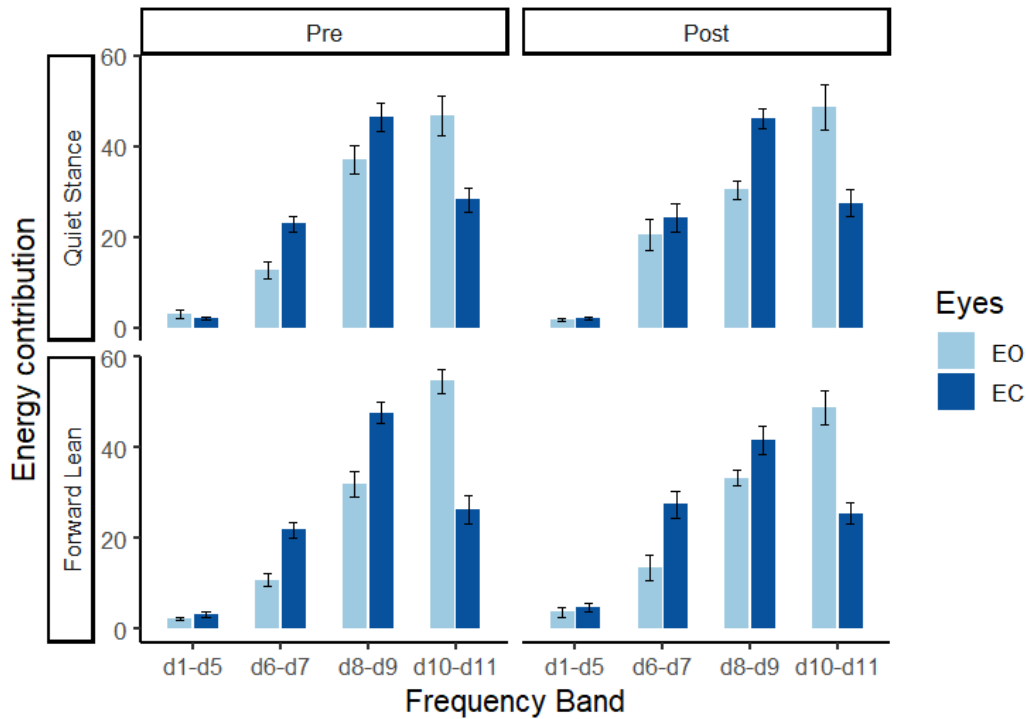 Pre
Post
Energy contribution
Quiet Stance
60
40
20
0
Forward Lean
60
40
20
0
Eyes
EO
EC
d1-d5 d6-d7 d8-d9 d10-d11
d1-d5 d6-d7 d8-d9 d10-d11
Frequency Band